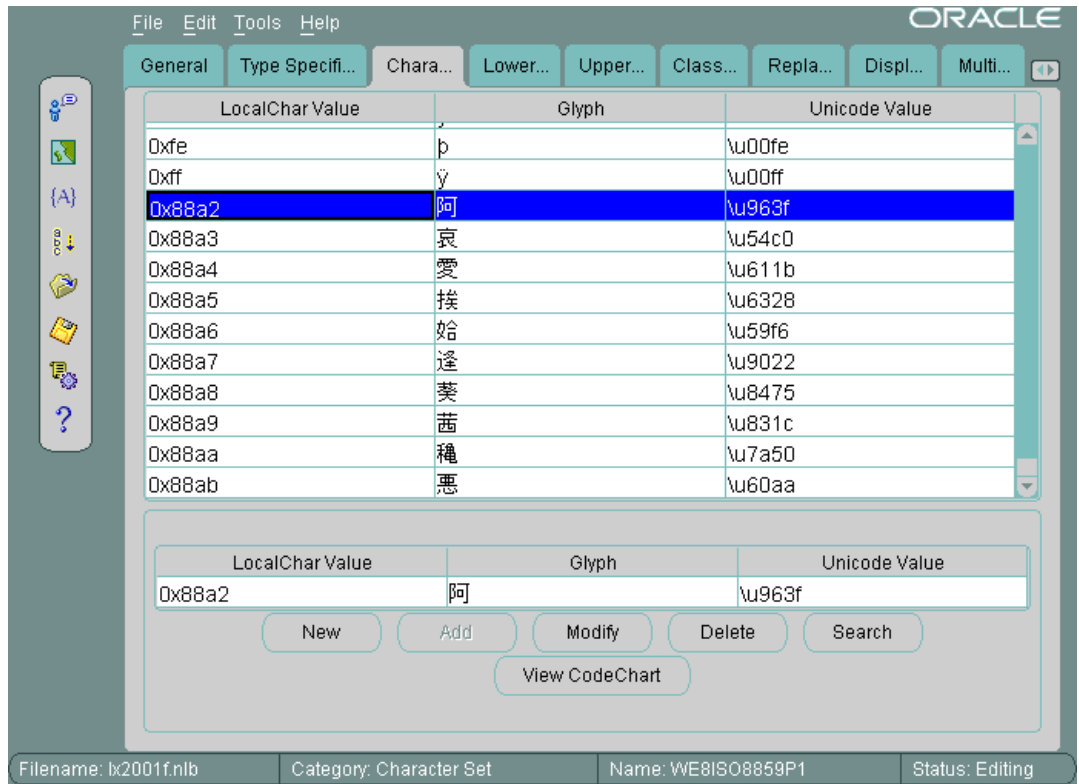 File Edit Tools Help
ORACLE
General Type Specifi... Chara... Lower... Upper... Class... Repla... Displ... Multi...
LocalChar Value Glyph Unicode Value
0xfe þ \u00fe
0xff ÿ \u00ff
0x88a2 阿 \u963f
0x88a3 哀 \u54c0
0x88a4 愛 \u611b
0x88a5 挨 \u6328
0x88a6 姶 \u59f6
0x88a7 逢 \u9022
0x88a8 葵 \u8475
0x88a9 茜 \u831c
0x88aa 穐 \u7a50
0x88ab 悪 \u60aa
LocalChar Value Glyph Unicode Value
0x88a2 阿 \u963f
New Add Modify Delete Search
View CodeChart
Filename: lx2001f.nlb Category: Character Set Name: WE8ISO8859P1 Status: Editing
{A}
a
b
c
?